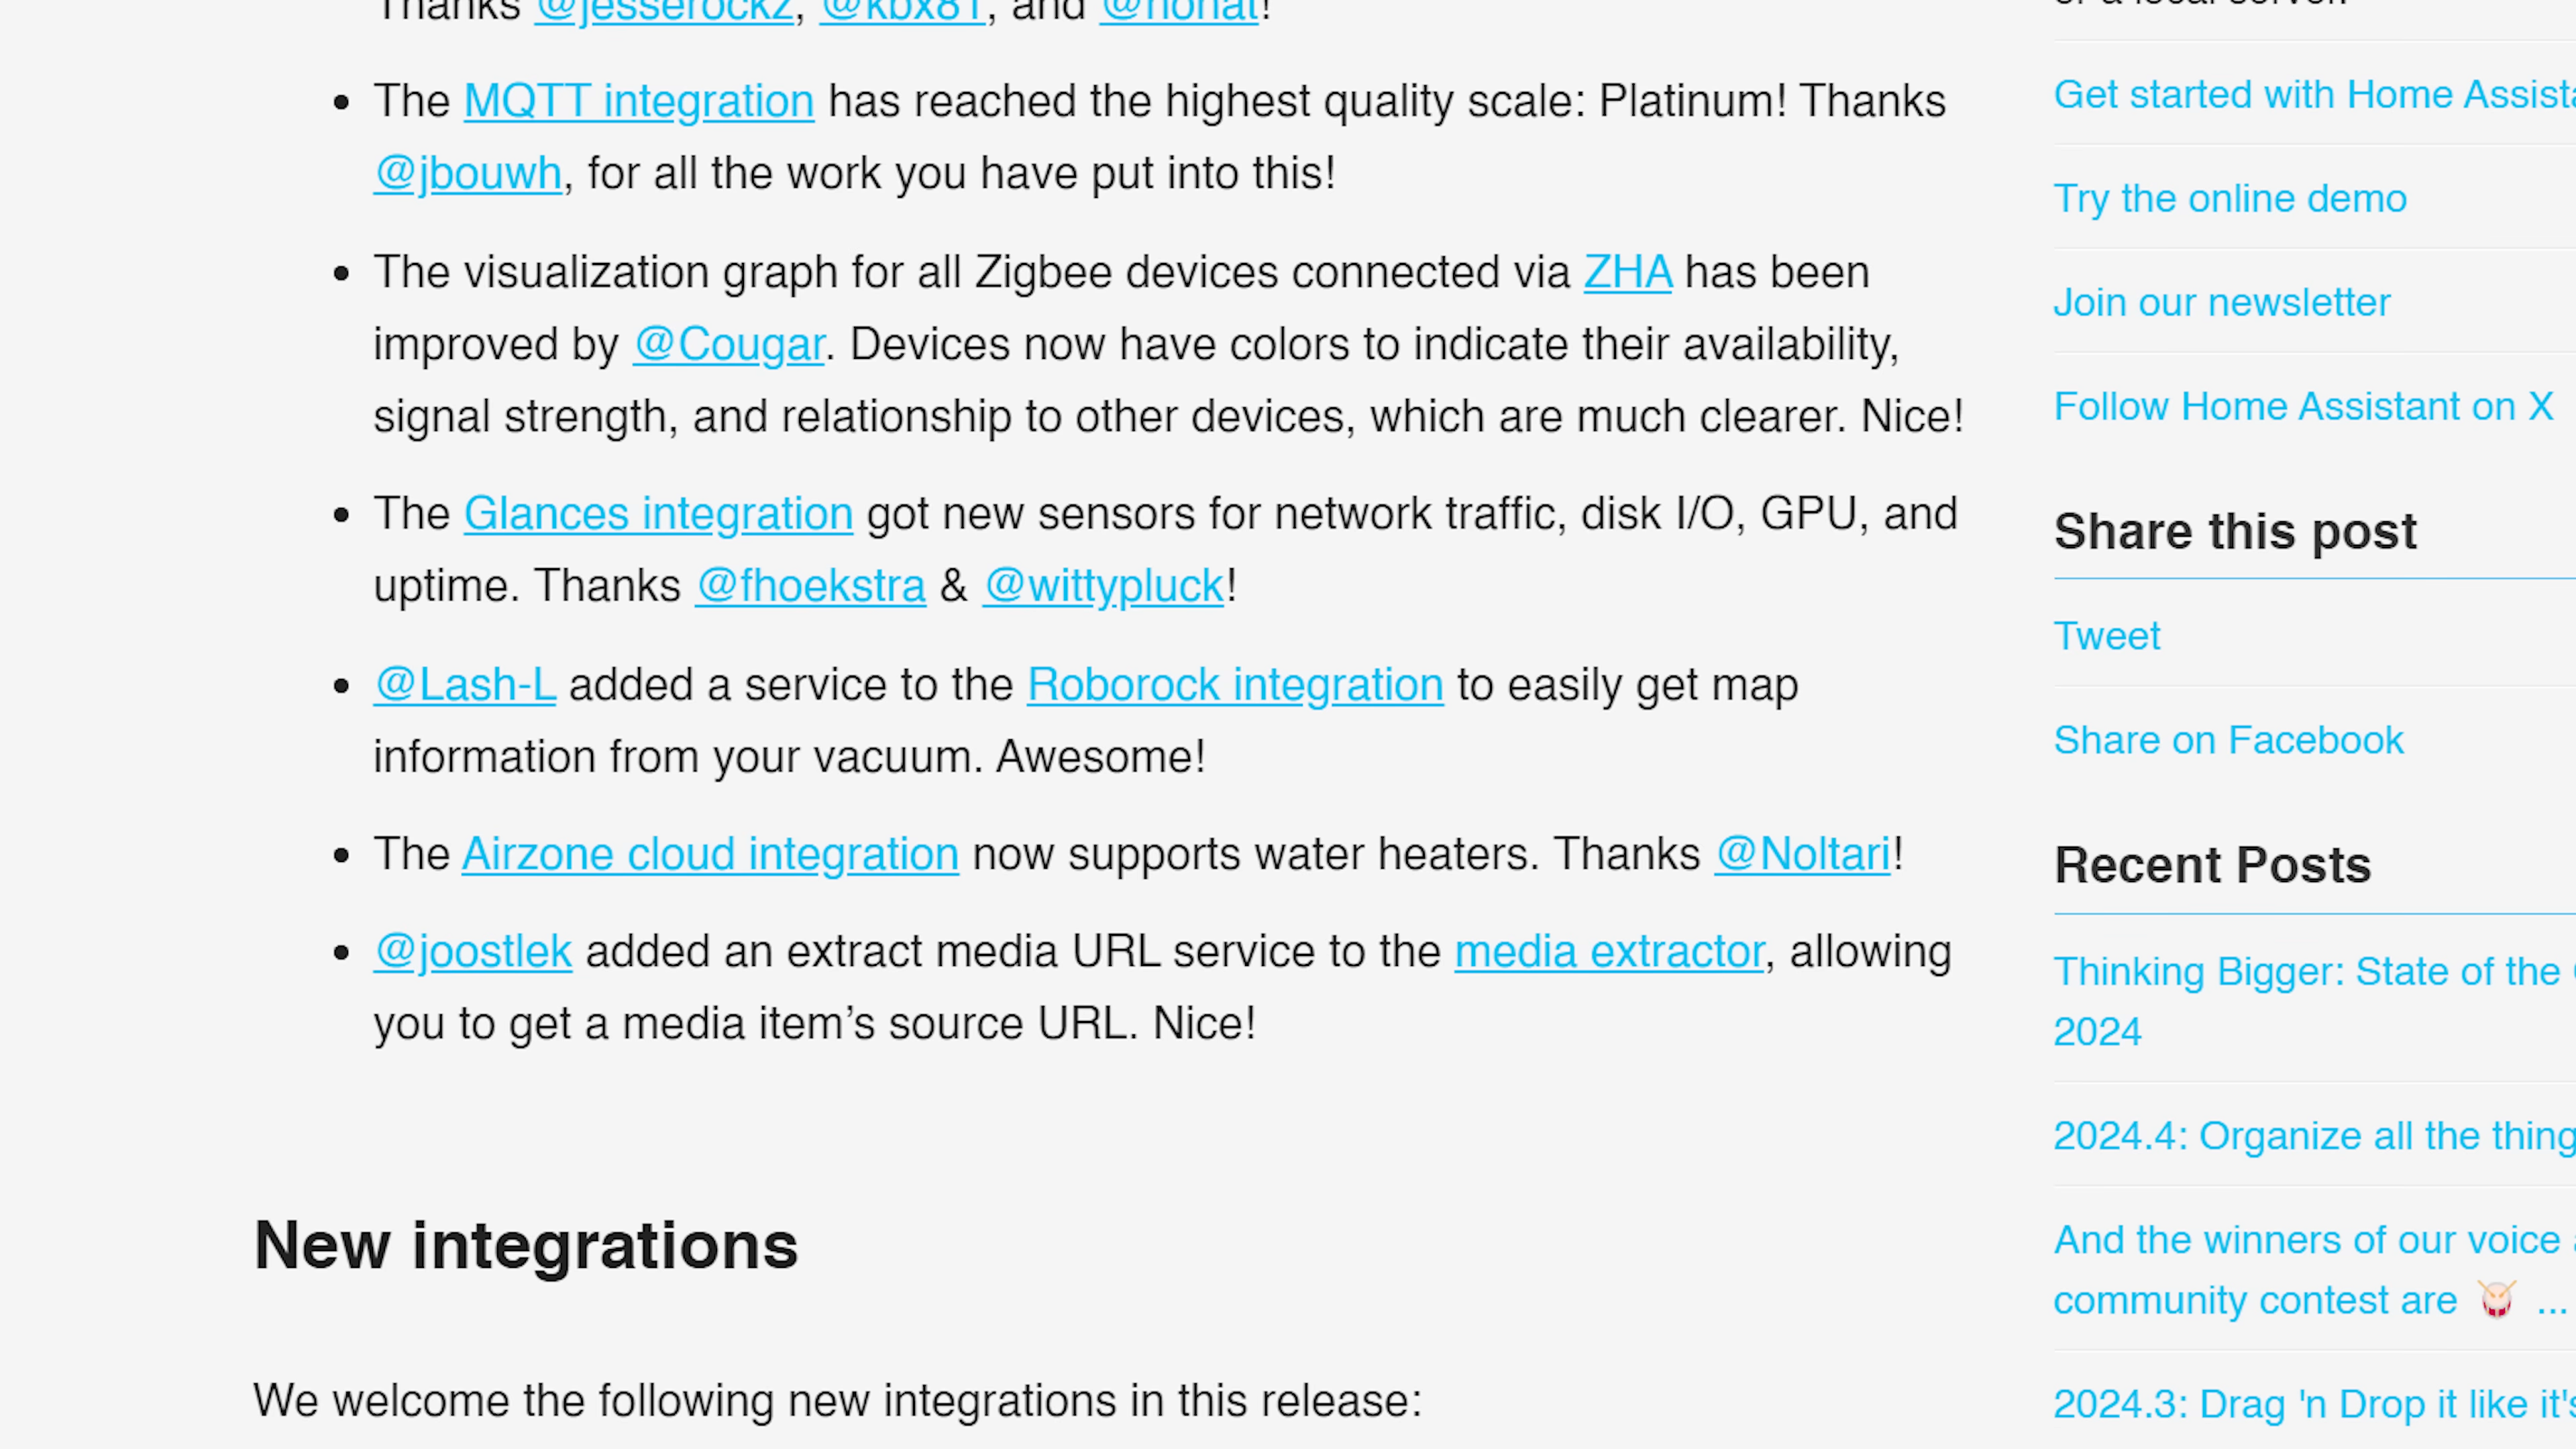 Thanks @jesserockz, @kbx81, and @nohat!
The MQTT integration has reached the highest quality scale: Platinum! Thanks
@jbouwh, for all the work you have put into this!
The visualization graph for all Zigbee devices connected via ZHA has been
improved by @Cougar. Devices now have colors to indicate their availability,
signal strength, and relationship to other devices, which are much clearer. Nice!
The Glances integration got new sensors for network traffic, disk I/O, GPU, and
uptime. Thanks @fhoekstra & @wittypluck!
@Lash-L added a service to the Roborock integration to easily get map
information from your vacuum. Awesome!
The Airzone cloud integration now supports water heaters. Thanks @Noltari!
@joostlek added an extract media URL service to the media extractor, allowing
you to get a media item’s source URL. Nice!
New integrations
We welcome the following new integrations in this release:
or a local server.
Get started with Home Assista
Try the online demo
Join our newsletter
Follow Home Assistant on X
Share this post
Tweet
Share on Facebook
Recent Posts
Thinking Bigger: State of the
2024
2024.4: Organize all the thing
And the winners of our voice
community contest are 🥁 ...
2024.3: Drag 'n Drop it like it's